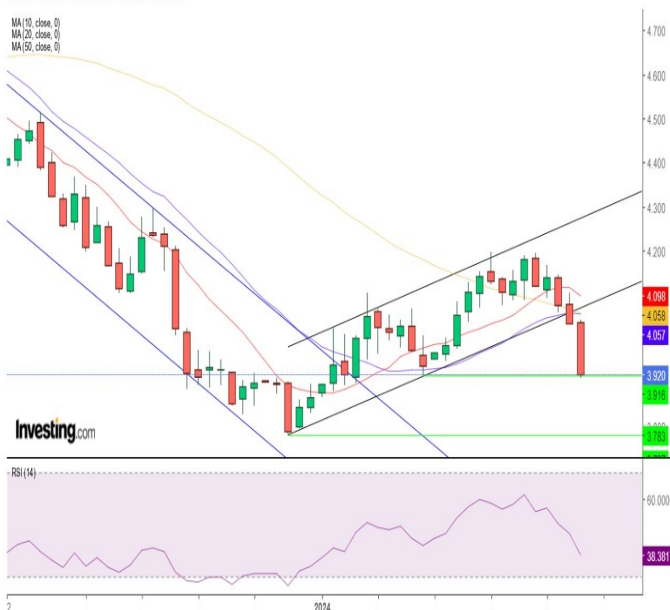 MA (10, close, 0)
MA (20, close, 0)
MA (50, close, 0)
4.700
4.500
4.400
4.300
4.200
4.098
4.058
4.057
3.920
3.916
3.783
Investing.com
RSI (14)
60.000
38.381
2024